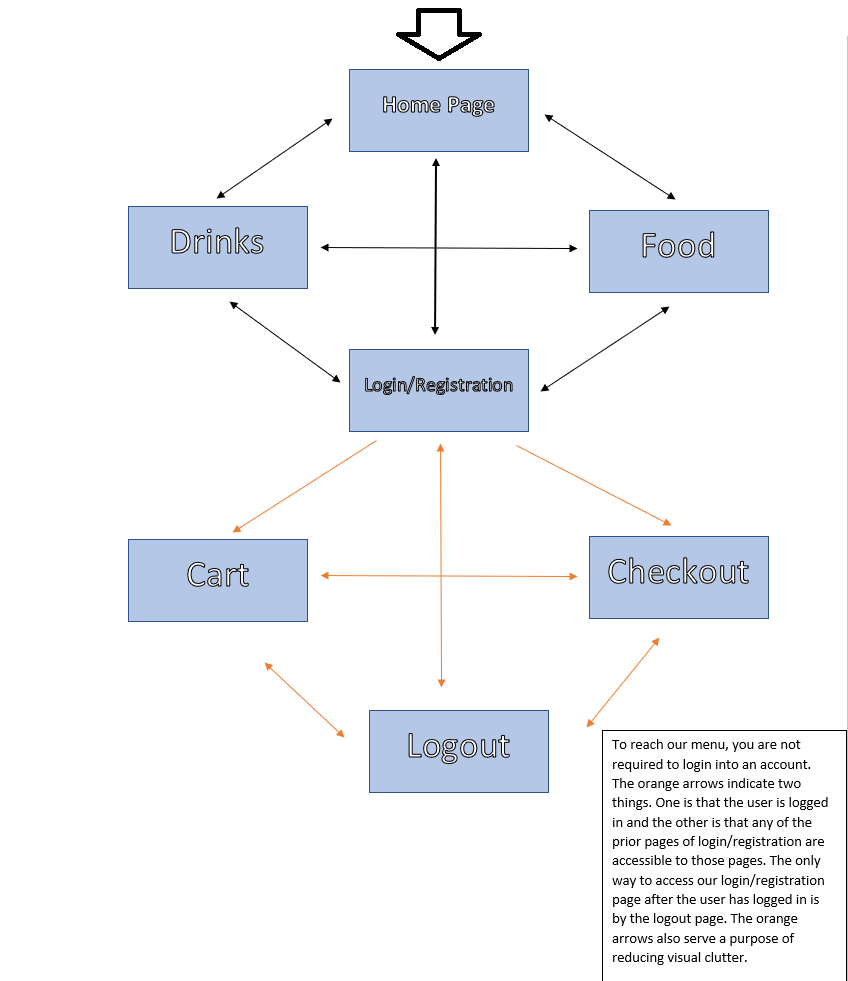 Home Page
Drinks
Food
Login/Registration
Cart
Checkout
Logout
To reach our menu, you are not
required to login into an account.
The orange arrows indicate two
things. One is that the user is logged
in and the other is that any of the
prior pages of login/registration are
accessible to those pages. The only
way to access our login/registration
page after the user has logged in is
by the logout page. The orange
arrows also serve a purpose of
reducing visual clutter.